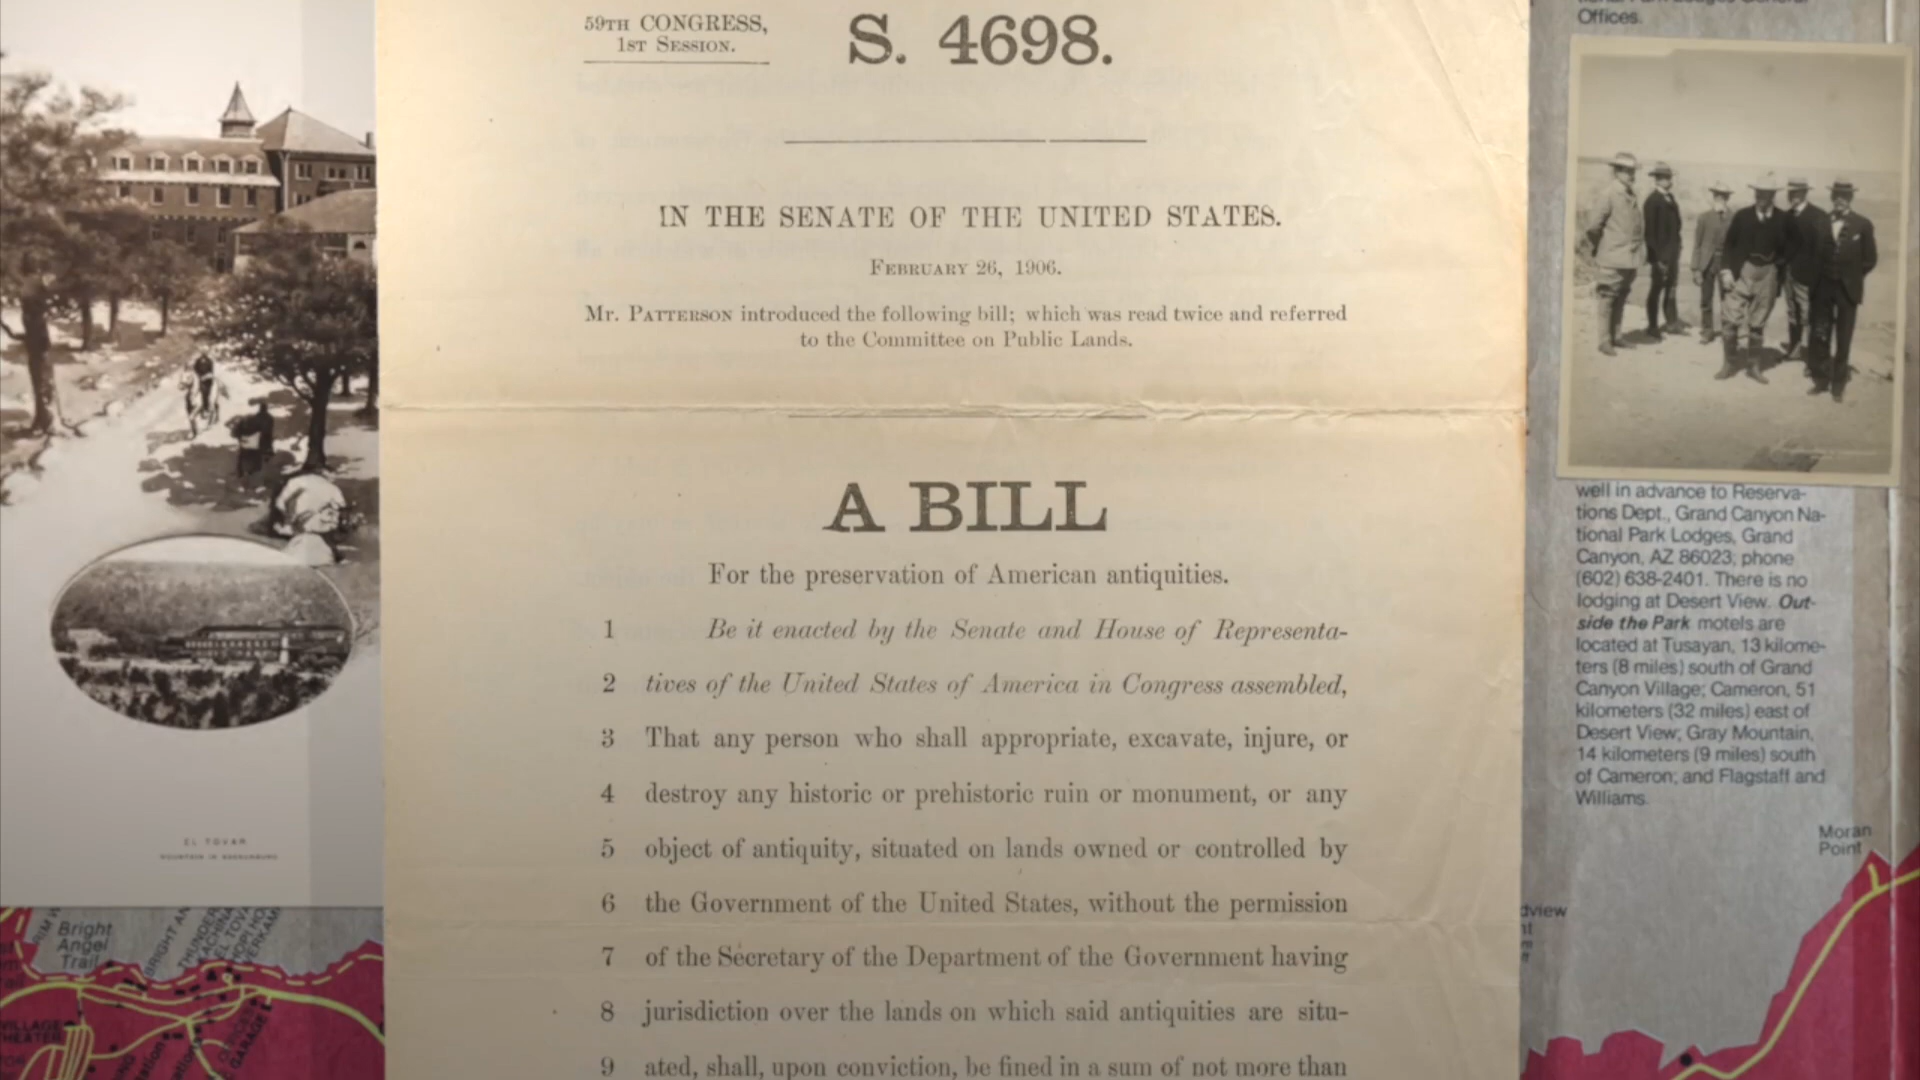 59TH CONGRESS,
1ST SESSION.
S. 4698.
IN THE SENATE OF THE UNITED STATES.
FEBRUARY 26, 1906.
Mr. PATTERSON introduced the following bill; which was read twice and referred
to the Committee on Public Lands.
A BILL
For the preservation of American antiquities.
1 Be it enacted by the Senate and House of Representa-
2 tives of the United States of America in Congress assembled,
3 That any person who shall appropriate, excavate, injure, or
4 destroy any historic or prehistoric ruin or monument, or any
5 object of antiquity, situated on lands owned or controlled by
6 the Government of the United States, without the permission
7 of the Secretary of the Department of the Government having
8 jurisdiction over the lands on which said antiquities are situ-
9 ated, shall, upon conviction, be fined in a sum of not more than
EL TOVAR
Bright
Angel
Trail
GARAGE
Offices.
well in advance to Reserva-
tions Dept., Grand Canyon Na-
tional Park Lodges, Grand
Canyon, AZ 86023; phone
(602) 638-2401. There is no
lodging at Desert View. Out-
side the Park motels are
located at Tusayan, 13 kilome-
ters (8 miles) south of Grand
Canyon Village; Cameron, 51
kilometers (32 miles) east of
Desert View; Gray Mountain,
14 kilometers (9 miles) south
of Cameron; and Flagstaff and
Williams.
Moran
Point